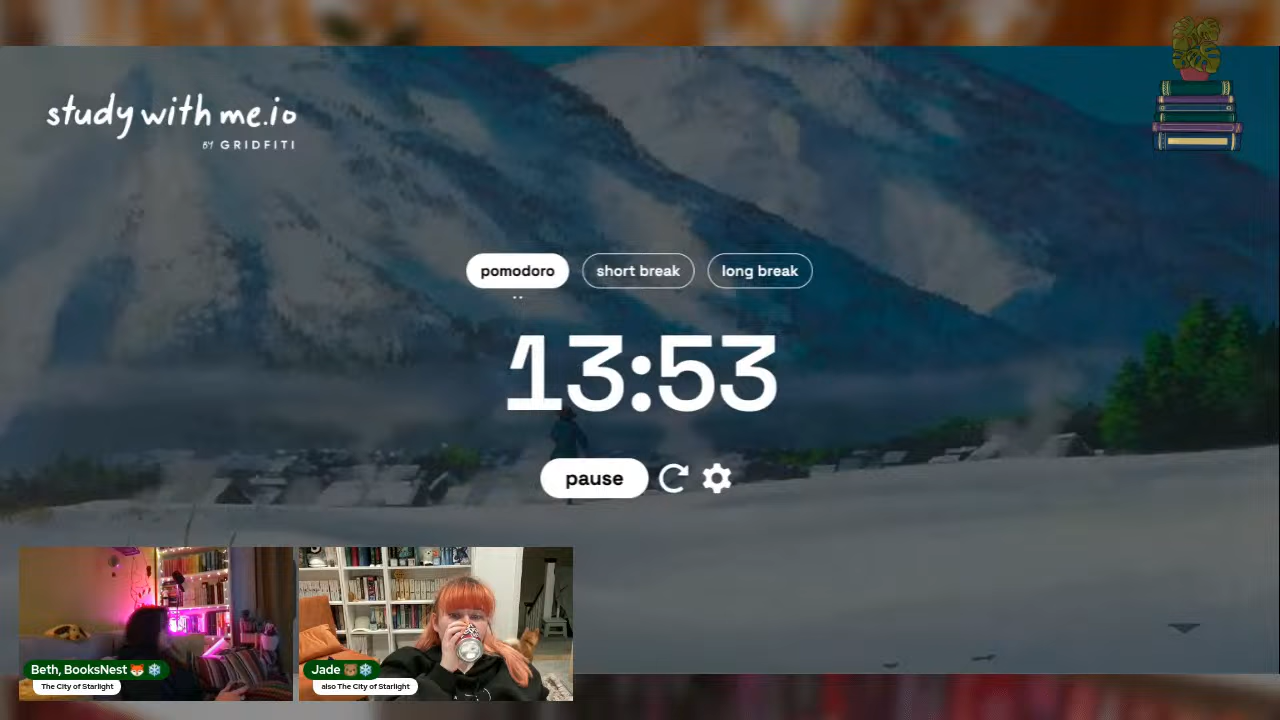 study with me.io
BY GRIDFITI
pomodoro
short break
long break
13:53
pause
Beth, BooksNest 🦊 ❄️
The City of Starlight
Jade 🐻❄️
also The City of Starlight